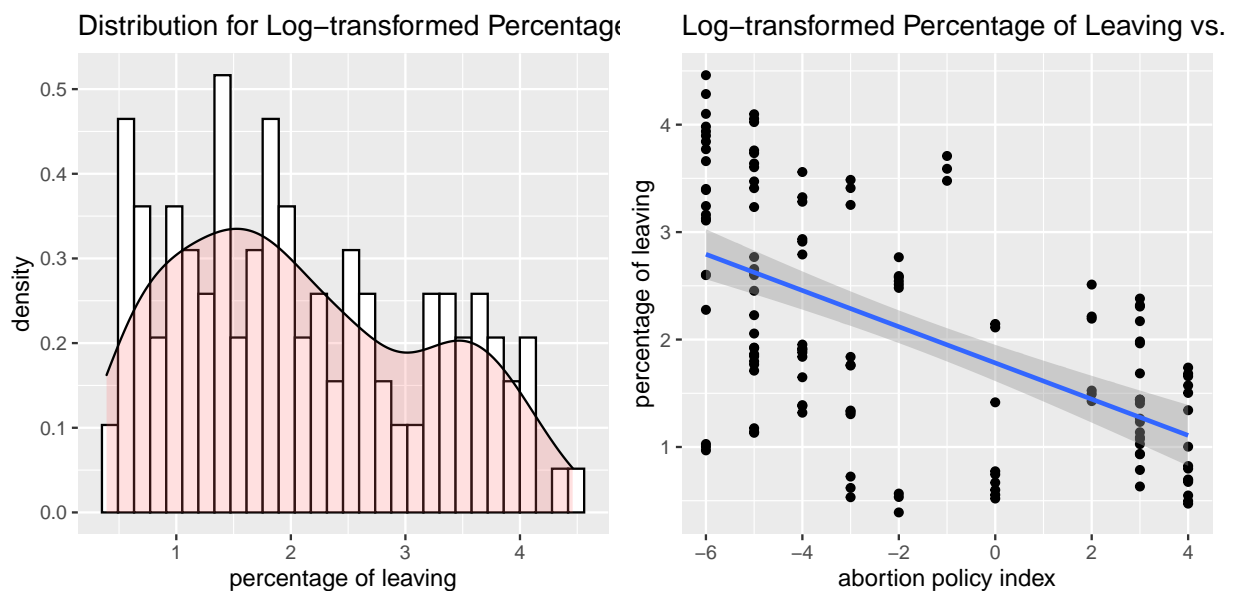 Distribution for Log−transformed Percentage
0.5
0.4
0.3
0.2
0.1
0.0
density
1 2 3 4
percentage of leaving
Log−transformed Percentage of Leaving vs.
4
3
2
1
percentage of leaving
−6 −4 −2 0 2 4
abortion policy index